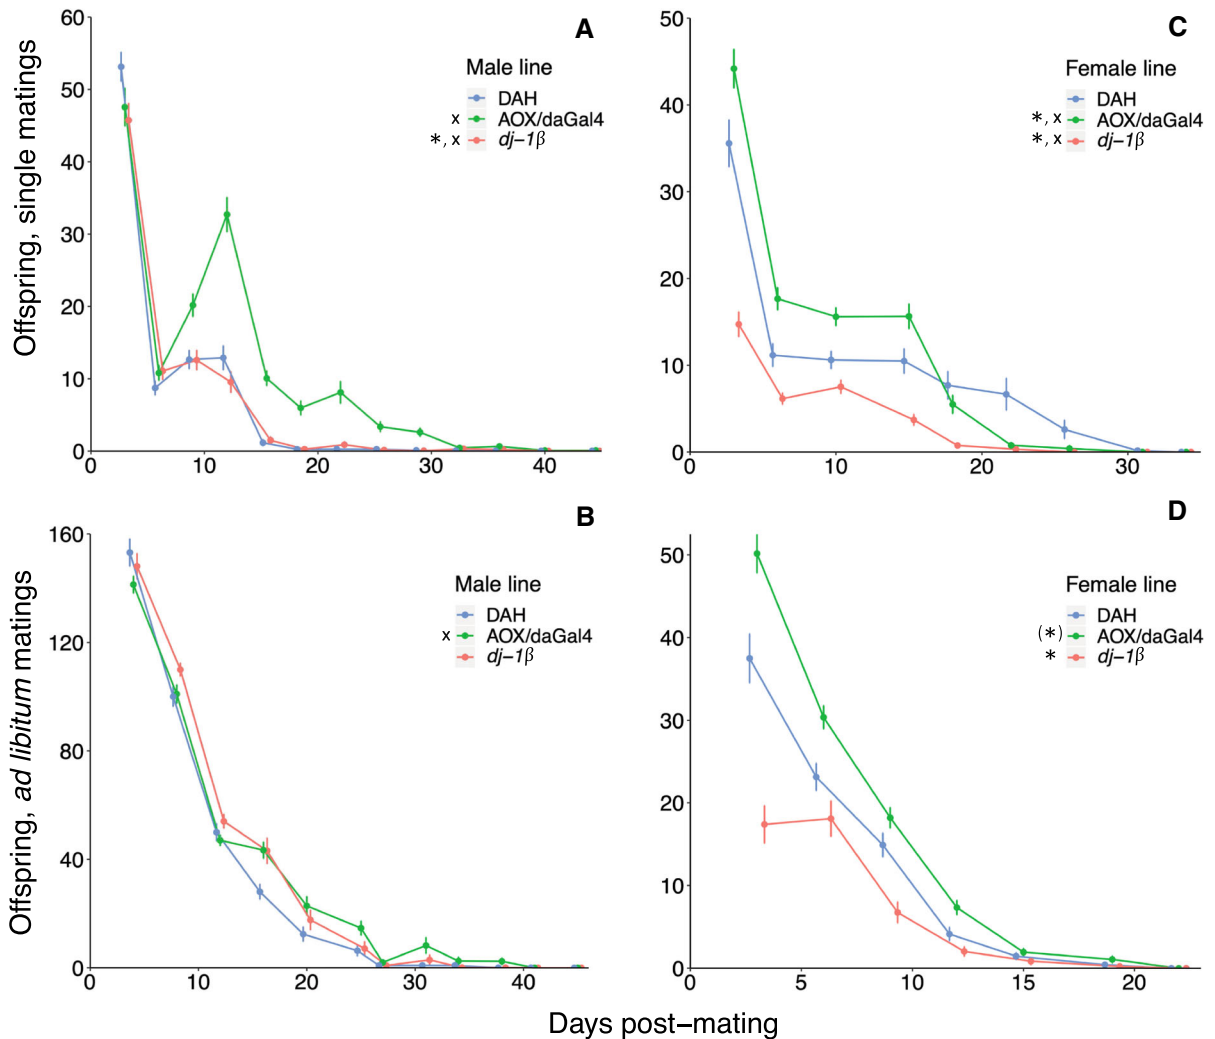 A
Offspring, single matings
60
50
40
30
20
10
0
0 10 20 30 40
Male line
DAH
x AOX/daGal4
*, x dj−1β
C
50
40
30
20
10
0
0 10 20 30
Female line
DAH
*, x AOX/daGal4
*, x dj−1β
B
Offspring, ad libitum matings
160
120
80
40
0
0 10 20 30 40
Male line
DAH
x AOX/daGal4
dj−1β
D
50
40
30
20
10
0
0 5 10 15 20
Female line
DAH
(*) AOX/daGal4
* dj−1β
Days post−mating